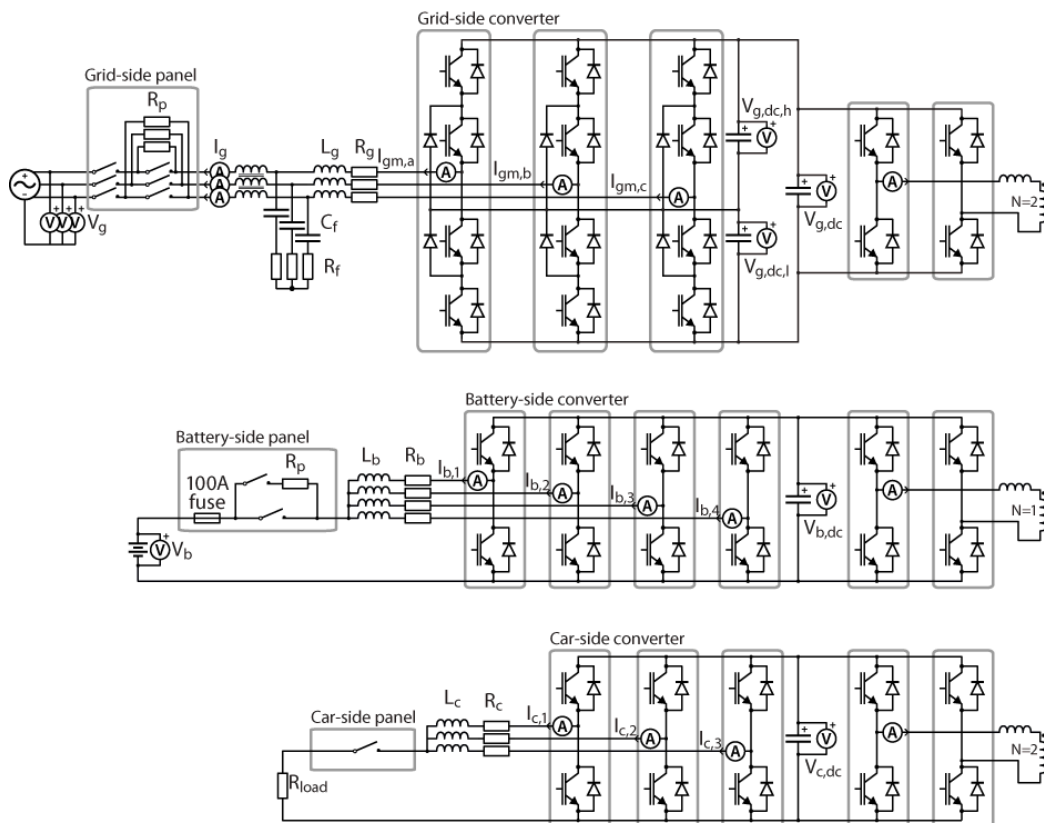 Grid-side converter
Grid-side panel
Rp
Ig
Lg
Rg
Igm,a
Igm,b
Igm,c
A
A
A
A
A
A
A
Vg,dc,h
V
Vg,dc
V
Vg,dc,l
V
N=2
V V V
Vg
Cf
Rf
Battery-side converter
Battery-side panel
100A
fuse
Rp
Lb
Rb
Ib,1
Ib,2
Ib,3
Ib,4
A
A
A
A
A
V
Vb,dc
N=1
V
Vb
Car-side converter
Car-side panel
Lc
Rc
Ic,1
Ic,2
Ic,3
A
A
A
A
V
Vc,dc
N=2
Rload